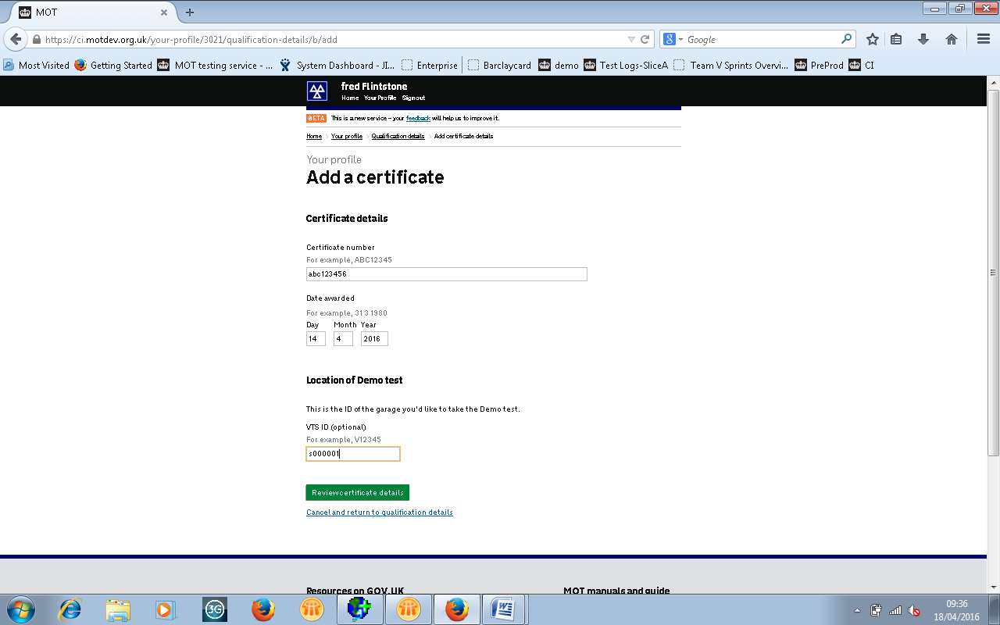 MOT
https://ci.motdev.org.uk/your-profile/3021/qualification-details/b/add
Google
Most Visited Getting Started MOT testing service - ... System Dashboard - JI... Enterprise Barclaycard demo Test Logs-SliceA Team V Sprints Overvi... PreProd CI
fred Flintstone
Home Your Profile Sign out
BETA This is a new service – your feedback will help us to improve it.
Home Your profile Qualification details Add certificate details
Your profile
Add a certificate
Certificate details
Certificate number
For example, ABC12345
abc123456
Date awarded
For example, 31 3 1980
Day Month Year
14 4 2016
Location of Demo test
This is the ID of the garage you'd like to take the Demo test.
VTS ID (optional)
For example, V12345
s000001
Review certificate details
Cancel and return to qualification details
Resources on GOV.UK MOT manuals and guide
3G
W
09:36
18/04/2016